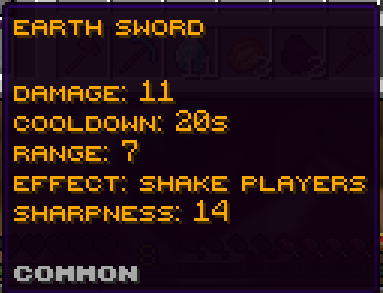 EARTH SWORD
DAMAGE: 11
COOLDOWN: 20S
RANGE: 7
EFFECT: SHAKE PLAYERS
SHARPNESS: 14
COMMON